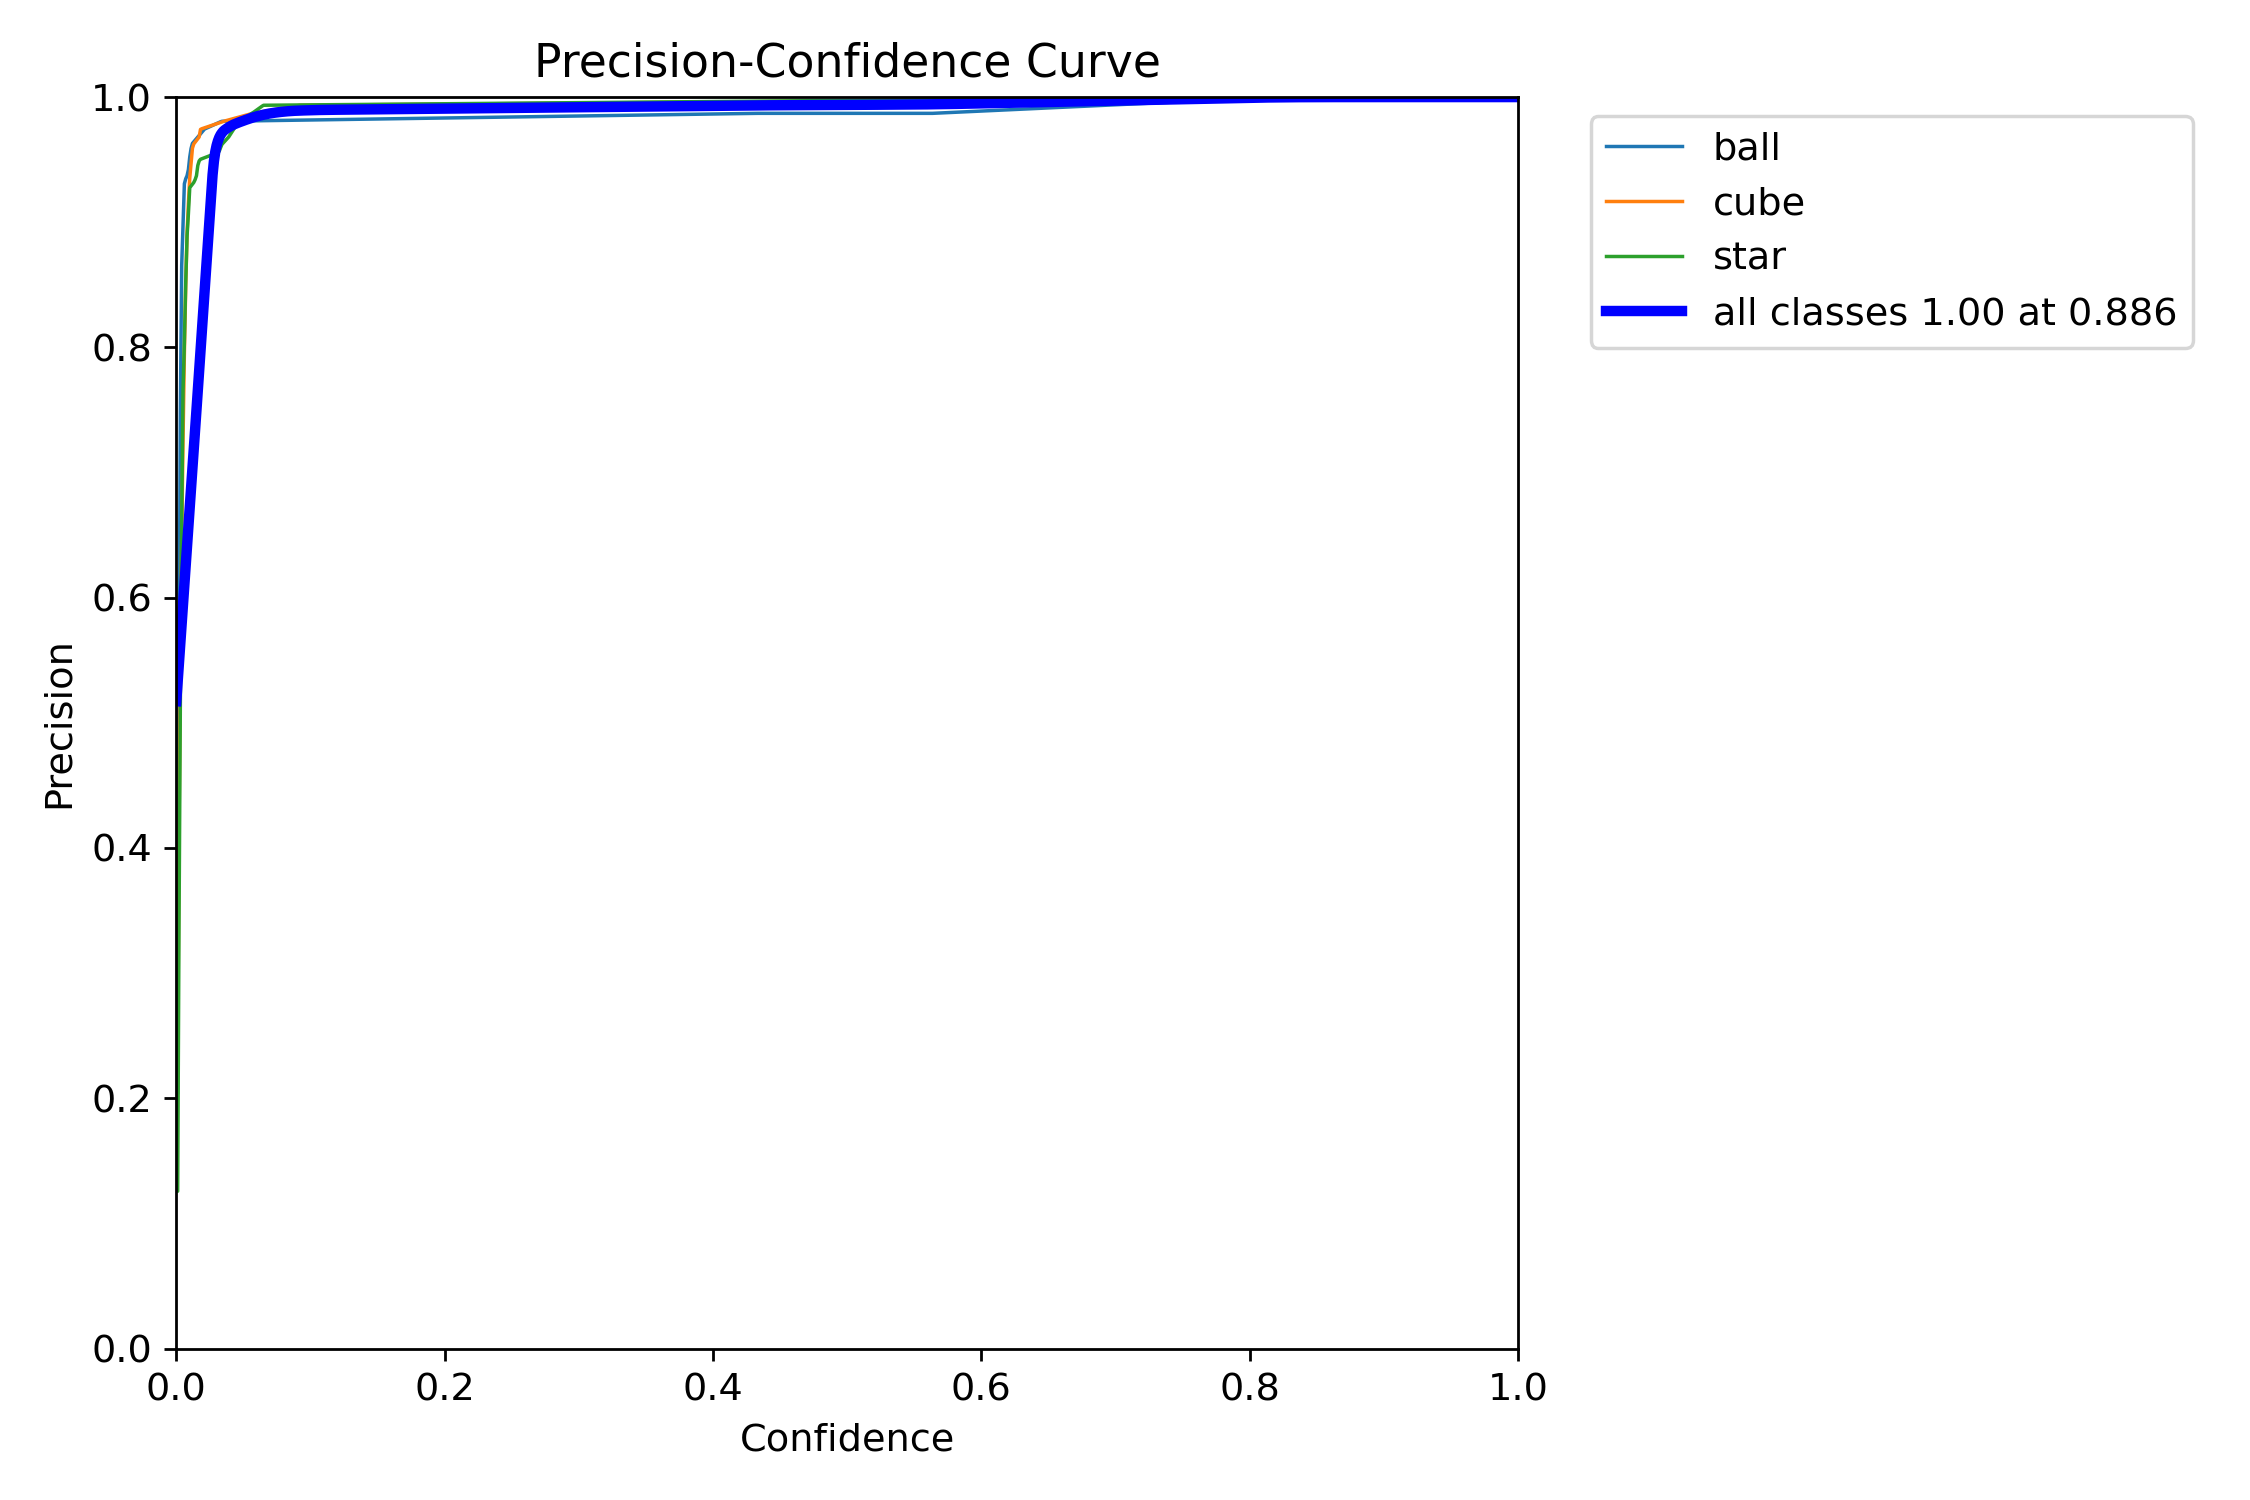 Precision-Confidence Curve
1.0
0.8
0.6
0.4
0.2
0.0
Precision
0.0 0.2 0.4 0.6 0.8 1.0
Confidence
ball
cube
star
all classes 1.00 at 0.886